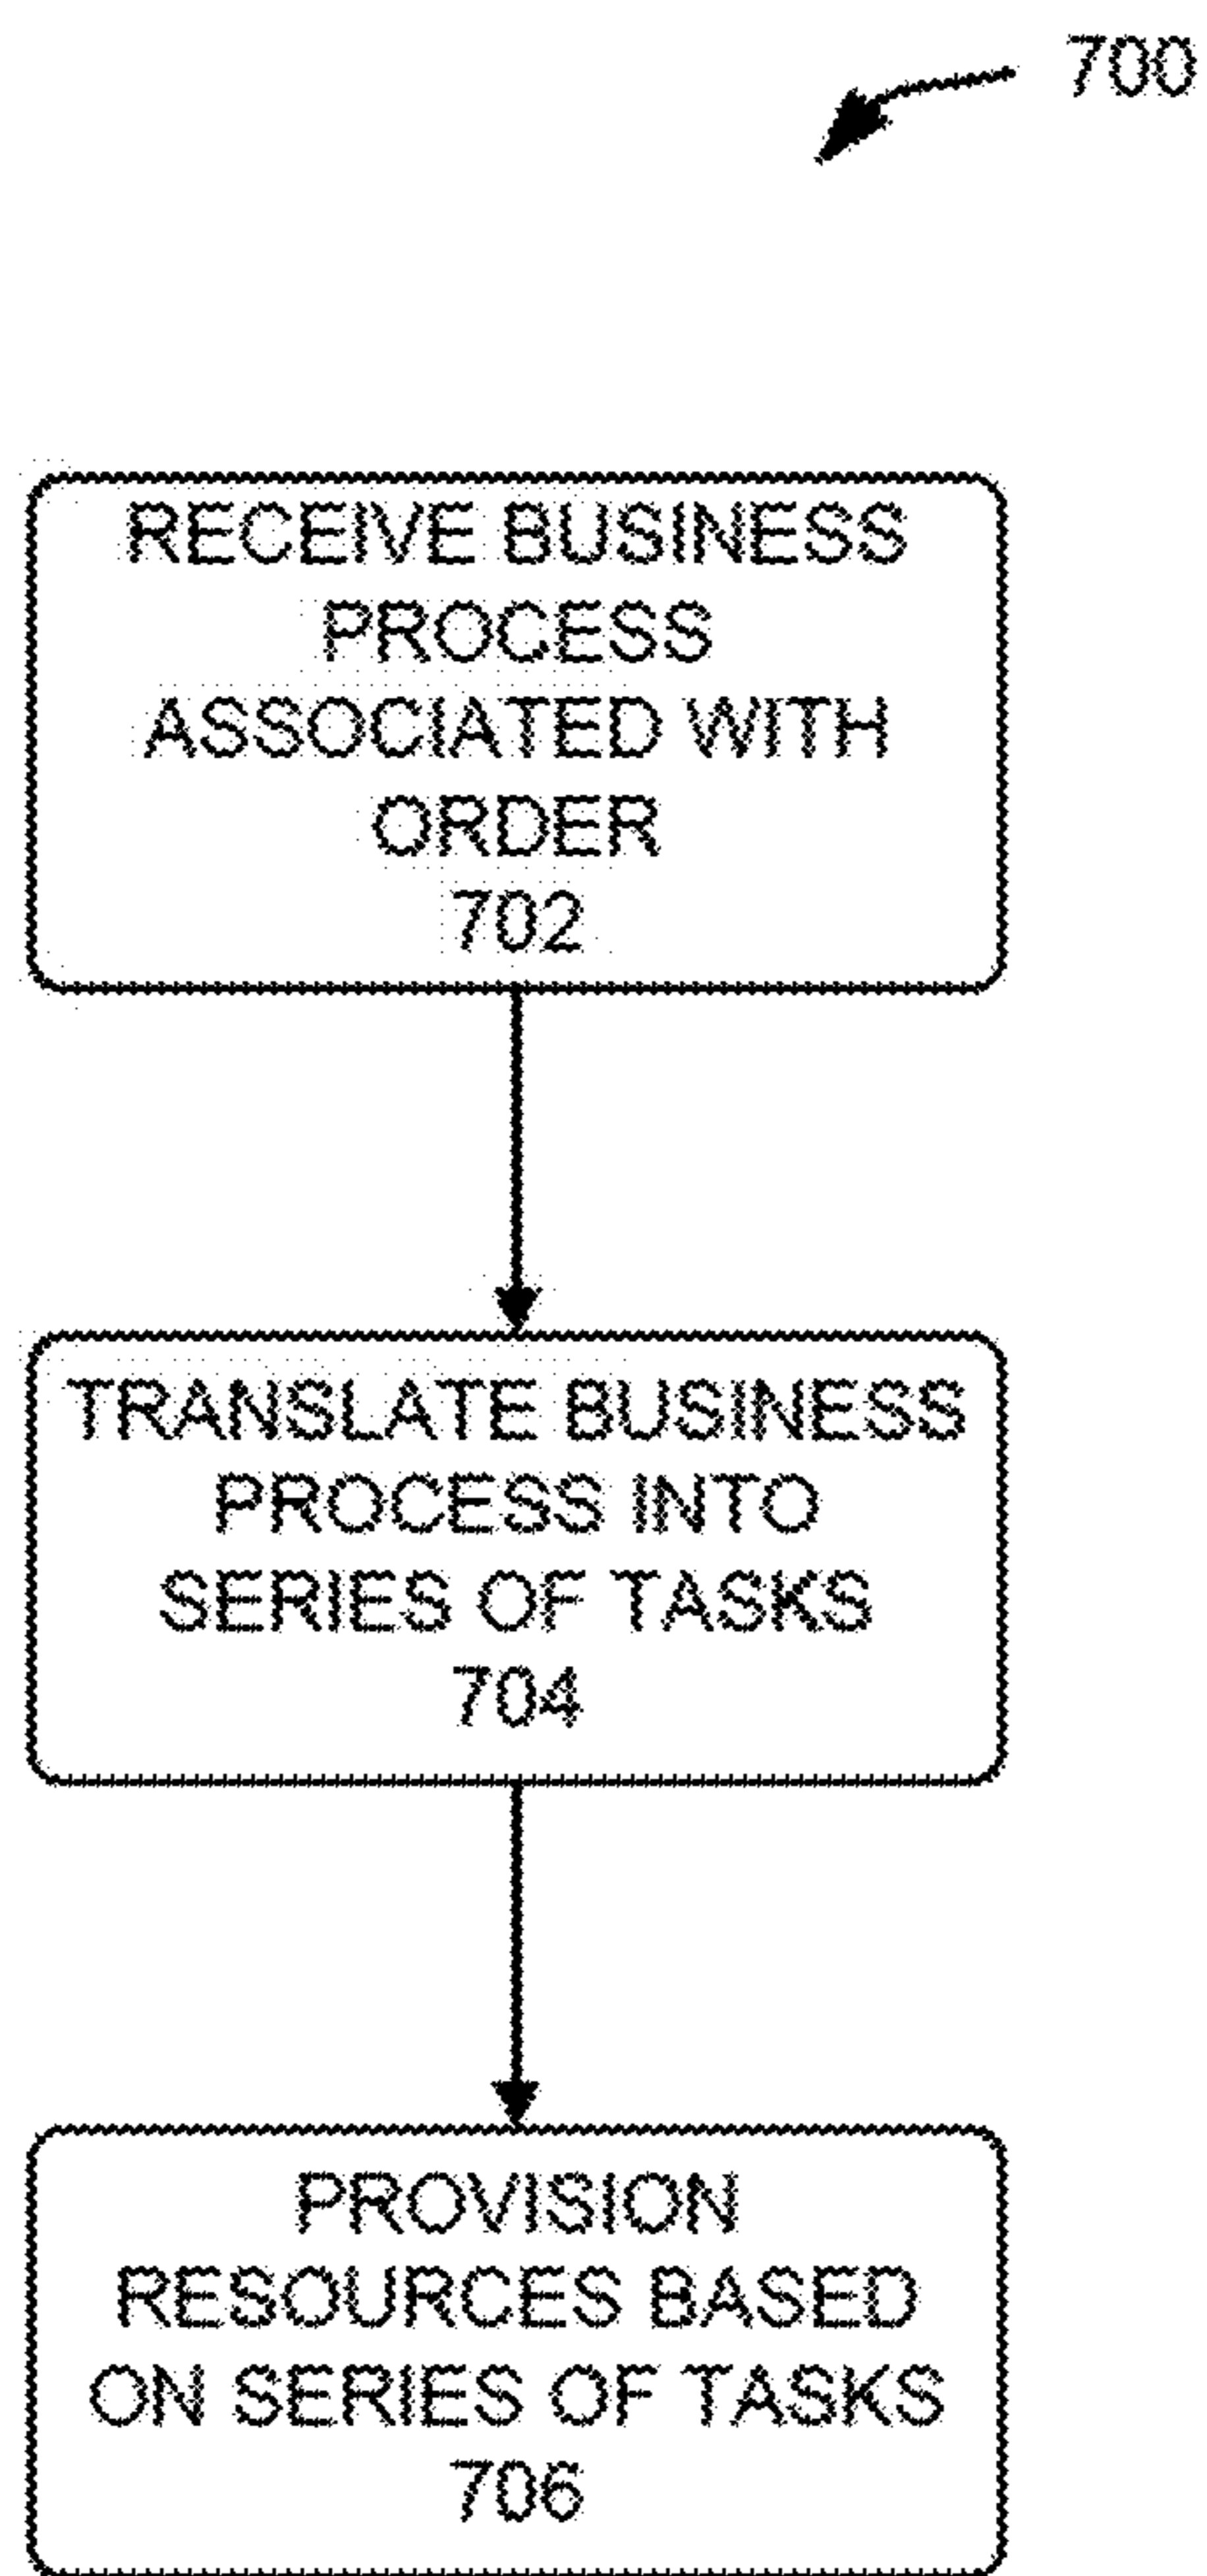 700
RECEIVE BUSINESS
PROCESS
ASSOCIATED WITH
ORDER
702
TRANSLATE BUSINESS
PROCESS INTO
SERIES OF TASKS
704
PROVISION
RESOURCES BASED
ON SERIES OF TASKS
706